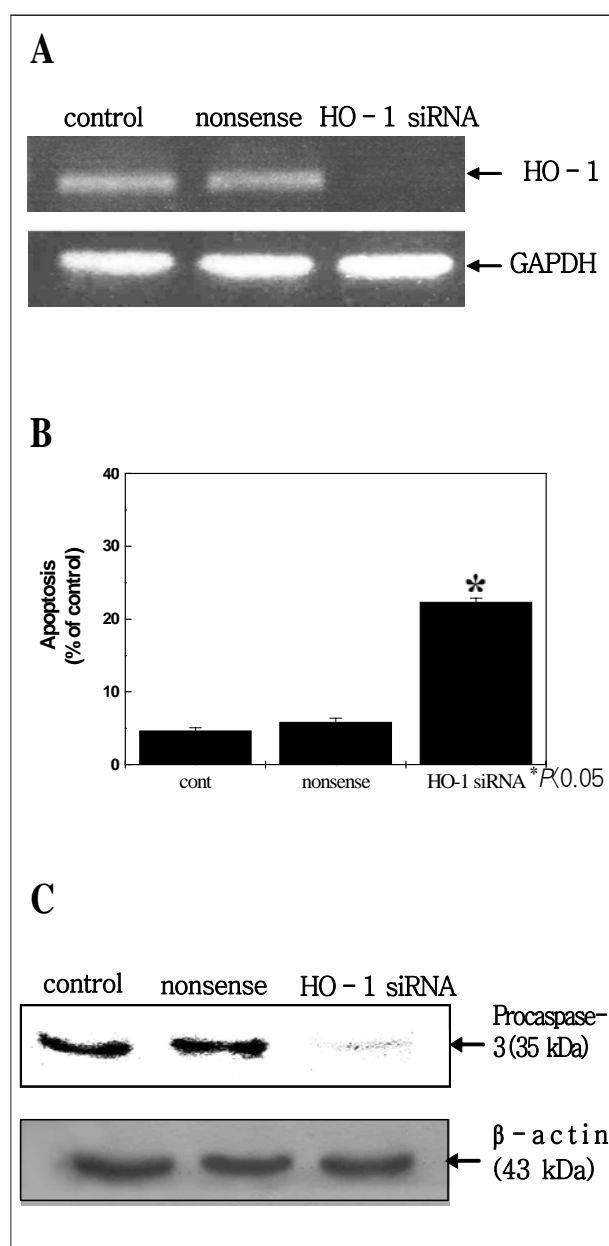 A
control nonsense HO-1 siRNA
HO-1
GAPDH
B
40
30
20
10
0
Apoptosis
(% of control)
*
cont nonsense HO-1 siRNA *P<0.05
C
control nonsense HO-1 siRNA
Procaspase-
3 (35 kDa)
β-actin
(43 kDa)